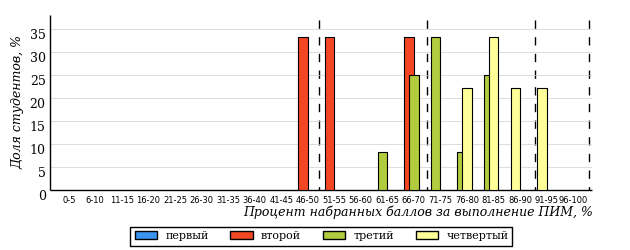 Доля студентов, %
35
30
25
20
15
10
5
0
0-5 6-10 11-15 16-20 21-25 26-30 31-35 36-40 41-45 46-50 51-55 56-60 61-65 66-70 71-75 76-80 81-85 86-90 91-95 96-100
Процент набранных баллов за выполнение ПИМ, %
первый второй третий четвертый